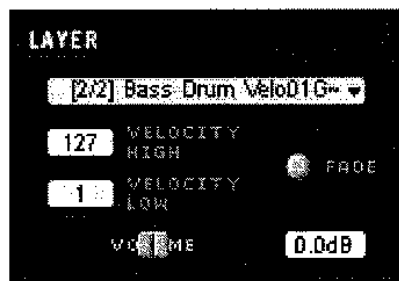 LAYER
[2/2] Bass Drum Velo01G~
127 VELOCITY HIGH
1 VELOCITY LOW
FADE
0.0dB